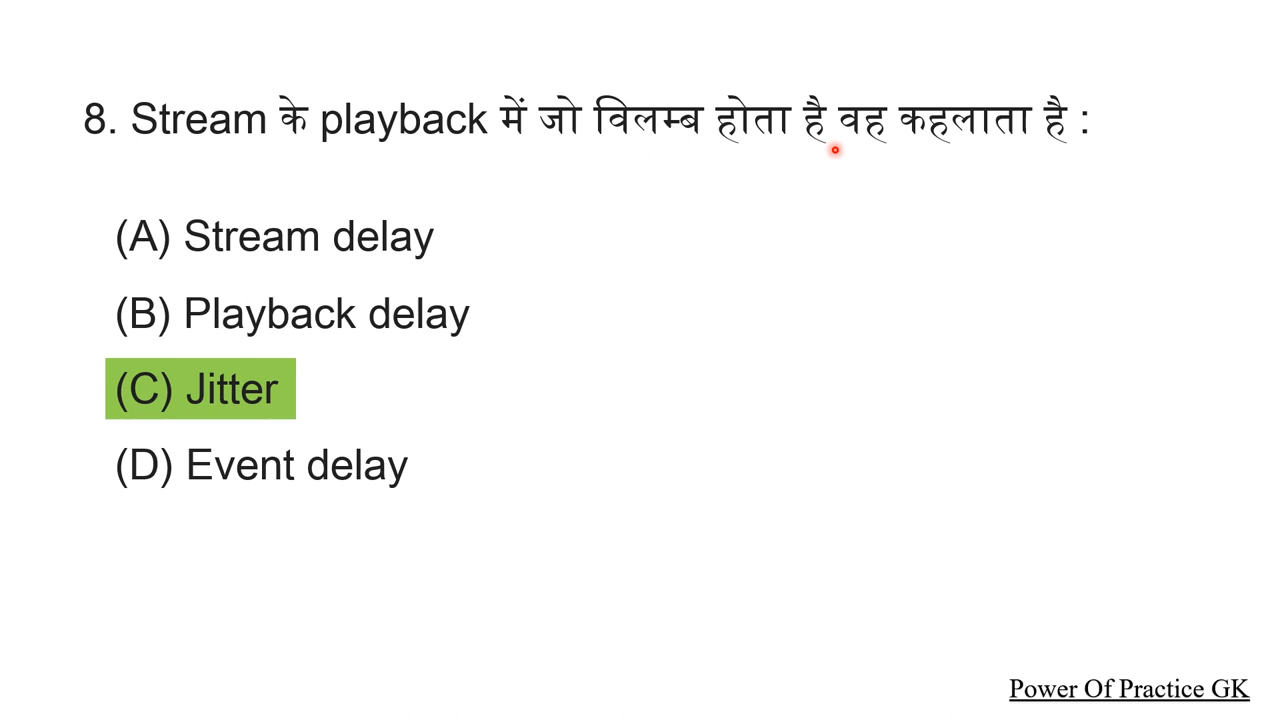 8. Stream के playback में जो विलम्ब होता है वह कहलाता है :
(A) Stream delay
(B) Playback delay
(C) Jitter
(D) Event delay
Power Of Practice GK